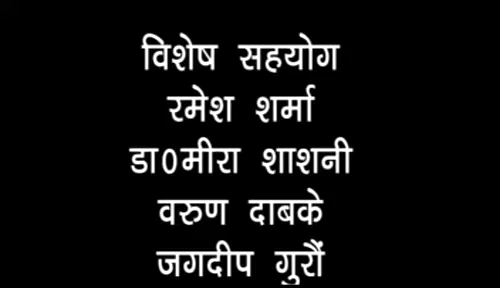 विशेष सहयोग
रमेश शर्मा
डा0मीरा शाशनी
वरुण दाबके
जगदीप गुरौं